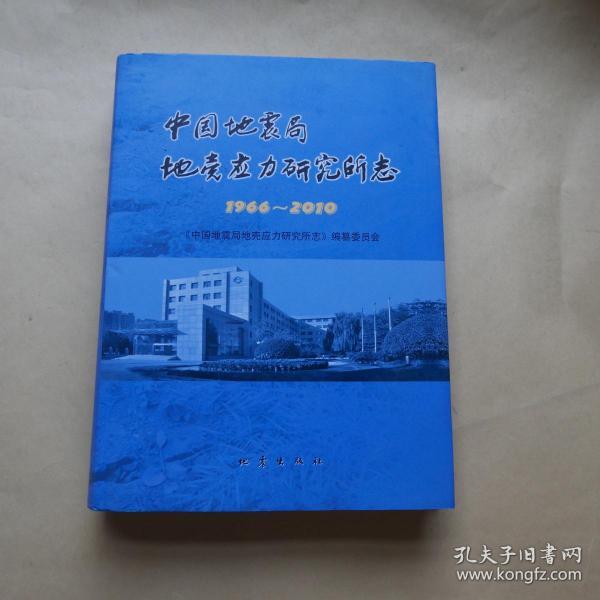 中国地震局
地壳应力研究所志
1966~2010
《中国地震局地壳应力研究所志》编纂委员会
地震出版社
孔夫子旧书网
www.kongfz.com